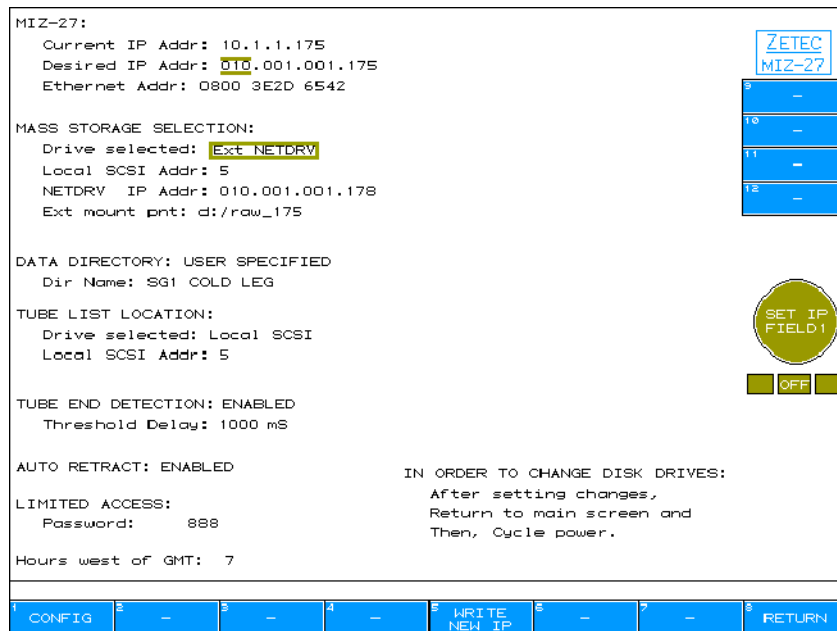 MIZ-27:
Current IP Addr: 10.1.1.175
Desired IP Addr: 010.001.001.175
Ethernet Addr: 0800 3E2D 6542
ZETEC
MIZ-27
9 -
10 -
11 -
12 -
MASS STORAGE SELECTION:
Drive selected: Ext NETDRV
Local SCSI Addr: 5
NETDRV IP Addr: 010.001.001.178
Ext mount pnt: d:/raw_175
DATA DIRECTORY: USER SPECIFIED
Dir Name: SG1 COLD LEG
TUBE LIST LOCATION:
Drive selected: Local SCSI
Local SCSI Addr: 5
SET IP
FIELD1
OFF
TUBE END DETECTION: ENABLED
Threshold Delay: 1000 mS
AUTO RETRACT: ENABLED
LIMITED ACCESS:
Password: 888
Hours west of GMT: 7
IN ORDER TO CHANGE DISK DRIVES:
After setting changes,
Return to main screen and
Then, Cycle power.
1 CONFIG
2 -
3 -
4 -
5 WRITE
NEW IP
6 -
7 -
8 RETURN